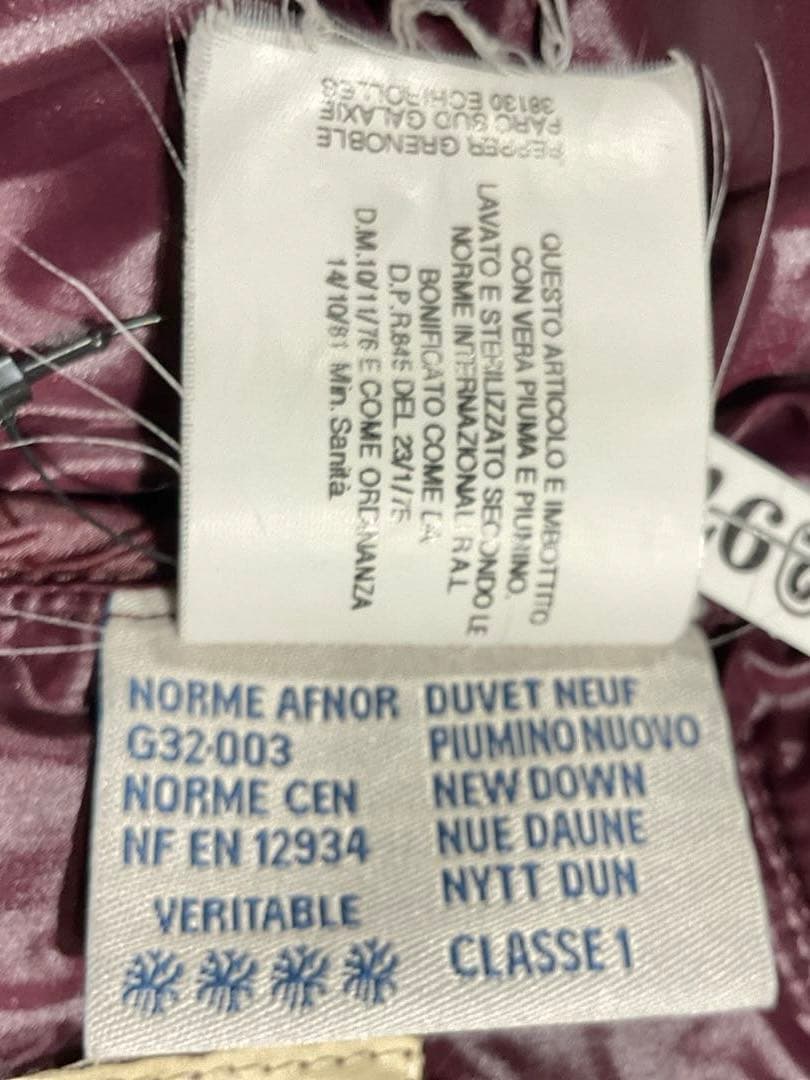 PEPPER GRENOBLE
PARC SUD GALAXIE
38130 ECHIROLLES
QUESTO ARTICOLO E IMBOTTITO
CON VERA PIUMA E PIUMINO.
LAVATO E STERILIZZATO SECONDO LE
NORME INTERNAZIONALI RAL
BONIFICATO COME LA
D.P.R.845 DEL 23/1/75
D.M.10/11/76 E COME ORDINANZA
14/10/81 Min. Sanità
NORME AFNOR
G32-003
NORME CEN
NF EN 12934
VERITABLE
DUVET NEUF
PIUMINO NUOVO
NEW DOWN
NUE DAUNE
NYTT DUN
CLASSE 1